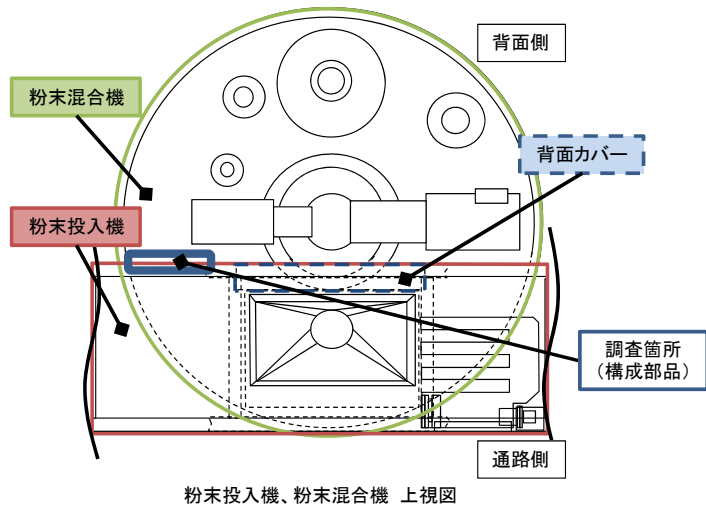 背面側
粉末混合機
背面カバー
粉末投入機
調査箇所
（構成部品）
通路側
粉末投入機、粉末混合機 上視図